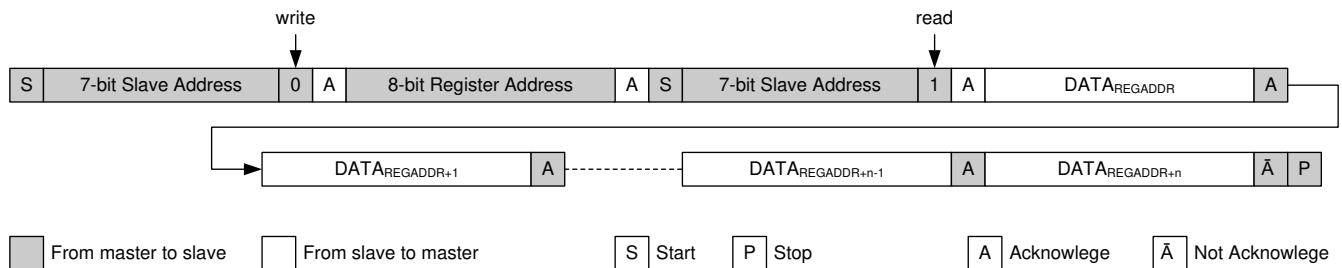 write read
S 7-bit Slave Address 0 A 8-bit Register Address A S 7-bit Slave Address 1 A DATAREGADDR A
DATAREGADDR+1 A DATAREGADDR+n-1 A DATAREGADDR+n Ā P
From master to slave From slave to master S Start P Stop A Acknowlege Ā Not Acknowlege